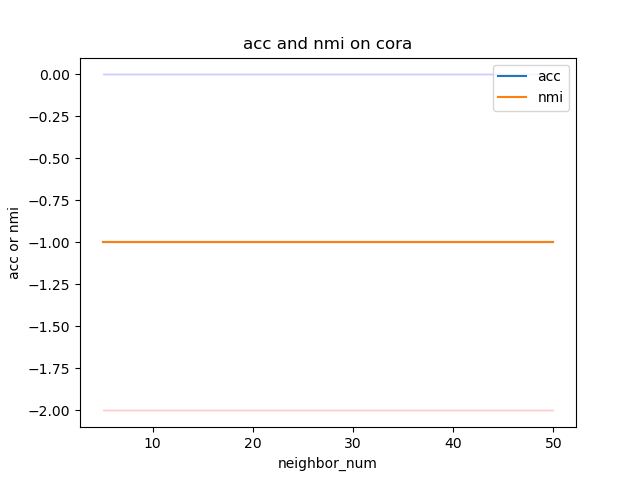 acc and nmi on cora
acc
nmi
0.00
−0.25
−0.50
−0.75
−1.00
−1.25
−1.50
−1.75
−2.00
acc or nmi
10
20
30
40
50
neighbor_num